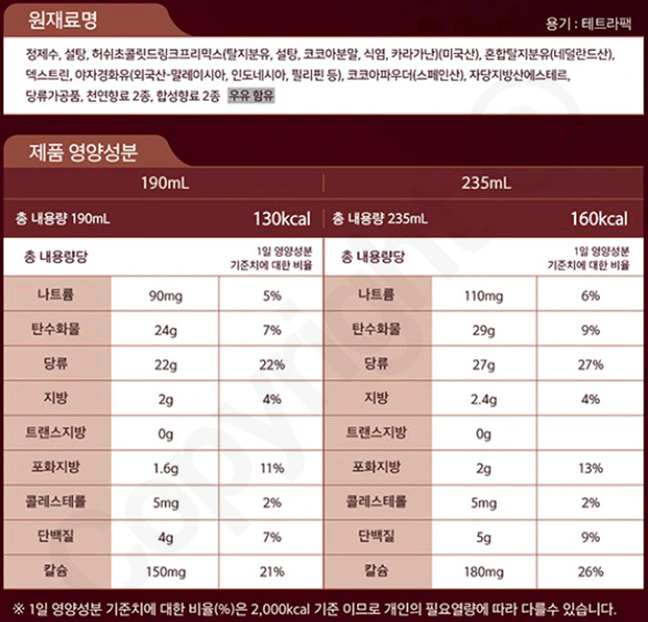 원재료명
용기 : 테트라팩
정제수, 설탕, 허쉬초콜릿드링크프리믹스(탈지분유, 설탕, 코코아분말, 식염, 카라기난)(미국산), 혼합탈지분유(네덜란드산),
덱스트린, 야자경화유(외국산-말레이시아, 인도네시아, 필리핀 등), 코코아파우더(스페인산), 자당지방산에스테르,
당류가공품, 천연향료 2종, 합성향료 2종 우유 함유
제품 영양성분
190mL 235mL
총 내용량 190mL 130kcal 총 내용량 235mL 160kcal
총 내용량당 1일 영양성분 기준치에 대한 비율 총 내용량당 1일 영양성분 기준치에 대한 비율
나트륨 90mg 5% 나트륨 110mg 6%
탄수화물 24g 7% 탄수화물 29g 9%
당류 22g 22% 당류 27g 27%
지방 2g 4% 지방 2.4g 4%
트랜스지방 0g 트랜스지방 0g
포화지방 1.6g 11% 포화지방 2g 13%
콜레스테롤 5mg 2% 콜레스테롤 5mg 2%
단백질 4g 7% 단백질 5g 9%
칼슘 150mg 21% 칼슘 180mg 26%
※ 1일 영양성분 기준치에 대한 비율(%)은 2,000kcal 기준 이므로 개인의 필요열량에 따라 다를수 있습니다.
Copyright ©